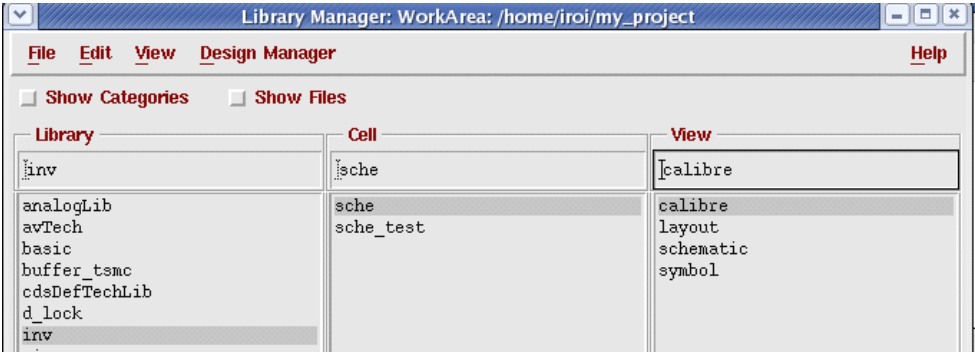 Library Manager: WorkArea: /home/iroi/my_project
File Edit View Design Manager Help
Show Categories Show Files
Library Cell View
inv sche calibre
analogLib sche calibre
avTech sche_test layout
basic schematic
buffer_tsmc symbol
cdsDefTechLib
d_lock
inv